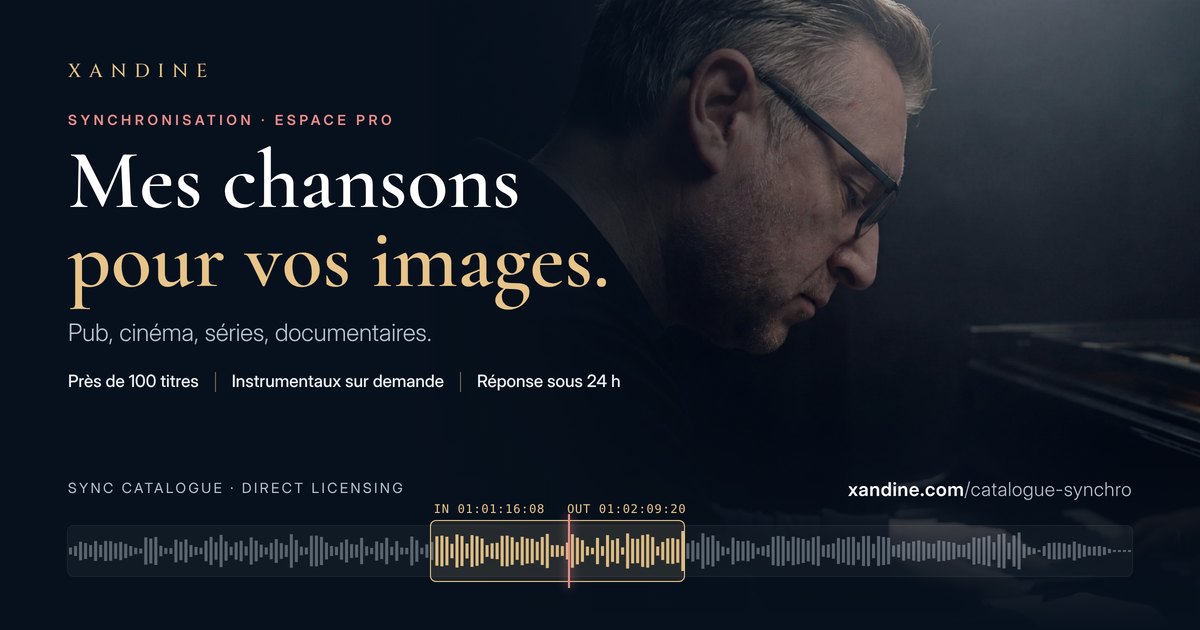 XANDINE
SYNCHRONISATION · ESPACE PRO
Mes chansons
pour vos images.
Pub, cinéma, séries, documentaires.
Près de 100 titres | Instrumentaux sur demande | Réponse sous 24 h
SYNC CATALOGUE · DIRECT LICENSING
xandine.com/catalogue-synchro
IN 01:01:16:08 OUT 01:02:09:20